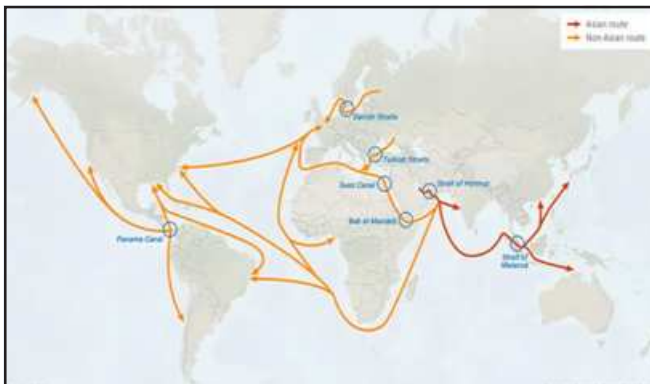 Asian route
Non-Asian route
Danish Straits
Turkish Straits
Suez Canal
Strait of Hormuz
Bab el-Mandeb
Panama Canal
Strait of
Malacca